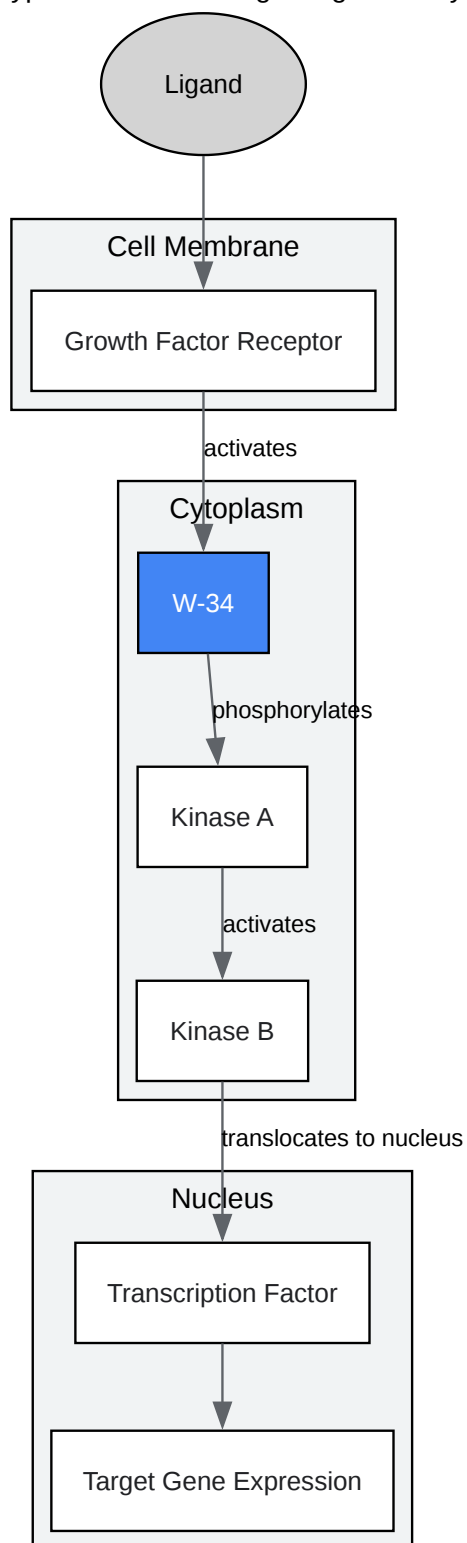 Ligand
Cell Membrane
Growth Factor Receptor
activates
Cytoplasm
W-34
phosphorylates
Kinase A
activates
Kinase B
translocates to nucleus
Nucleus
Transcription Factor
Target Gene Expression